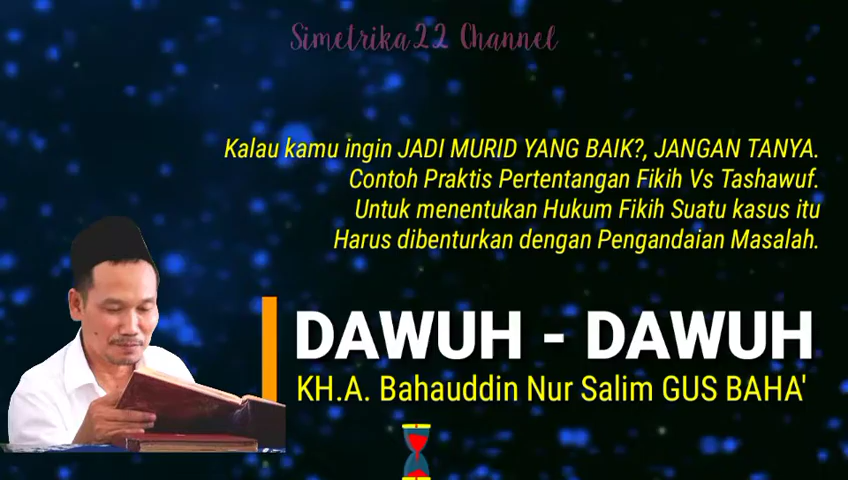 Simetrika22 Channel
Kalau kamu ingin JADI MURID YANG BAIK?, JANGAN TANYA.
Contoh Praktis Pertentangan Fikih Vs Tashawuf.
Untuk menentukan Hukum Fikih Suatu kasus itu
Harus dibenturkan dengan Pengandaian Masalah.
DAWUH - DAWUH
KH.A. Bahauddin Nur Salim GUS BAHA'